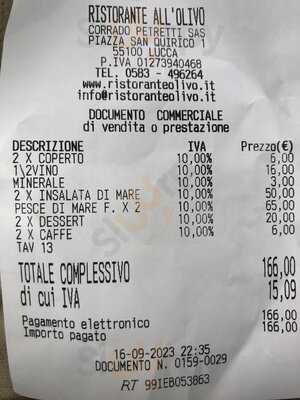 RISTORANTE ALL'OLIVO
CORRADO PETRETTI SAS
PIAZZA SAN QUIRICO 1
55100 LUCCA
P.IVA 01273940468
TEL. 0583 - 496264
www.ristoranteolivo.it
info@ristoranteolivo.it
DOCUMENTO COMMERCIALE
di vendita o prestazione
DESCRIZIONE IVA Prezzo(€)
2 X COPERTO 10,00% 6,00
1\2VINO 10,00% 16,00
MINERALE 10,00% 3,00
2 X INSALATA DI MARE 10,00% 50,00
PESCE DI MARE F. X 2 10,00% 65,00
2 X DESSERT 10,00% 20,00
2 X CAFFE 10,00% 6,00
TAV 13
TOTALE COMPLESSIVO 166,00
di cui IVA 15,09
Pagamento elettronico 166,00
Importo pagato 166,00
16-09-2023 22:35
DOCUMENTO N. 0159-0029
RT 99IEB053863